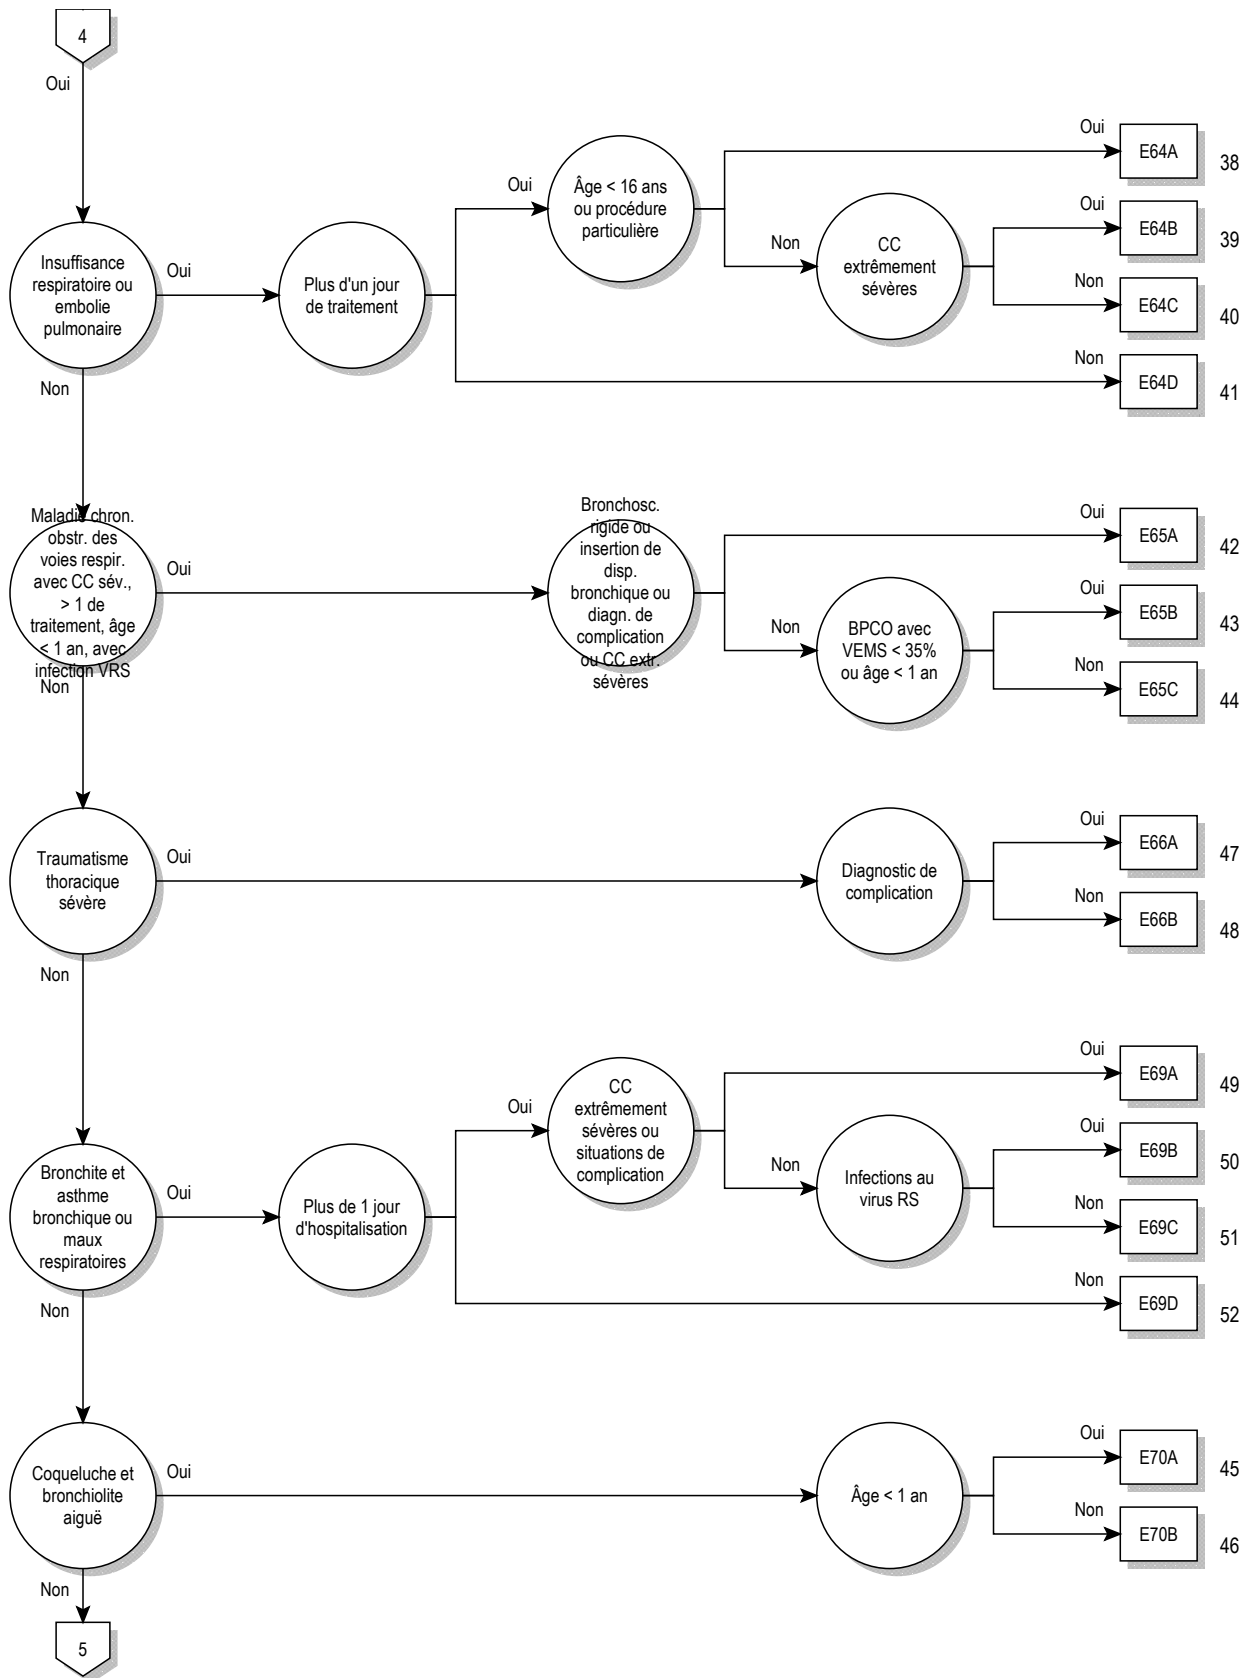 4
Oui
Insuffisance
respiratoire ou
embolie
pulmonaire
Oui
Plus d'un jour
de traitement
Oui
Âge < 16 ans
ou procédure
particulière
Oui
E64A
38
Non
CC
extrêmement
sévères
Oui
E64B
39
Non
E64C
40
Non
E64D
41
Non
Maladie chron.
obstr. des
voies respir.
avec CC sév.,
> 1 de
traitement, âge
< 1 an, avec
infection VRS
Oui
Bronchosc.
rigide ou
insertion de
disp.
bronchique ou
diagn. de
complication
ou CC extr.
sévères
Oui
E65A
42
Non
BPCO avec
VEMS < 35%
ou âge < 1 an
Oui
E65B
43
Non
E65C
44
Non
Traumatisme
thoracique
sévère
Oui
Diagnostic de
complication
Oui
E66A
47
Non
E66B
48
Non
Bronchite et
asthme
bronchique ou
maux
respiratoires
Oui
Plus de 1 jour
d'hospitalisation
Oui
CC
extrêmement
sévères ou
situations de
complication
Oui
E69A
49
Non
Infections au
virus RS
Oui
E69B
50
Non
E69C
51
Non
E69D
52
Non
Coqueluche et
bronchiolite
aiguë
Oui
Âge < 1 an
Oui
E70A
45
Non
E70B
46
Non
5